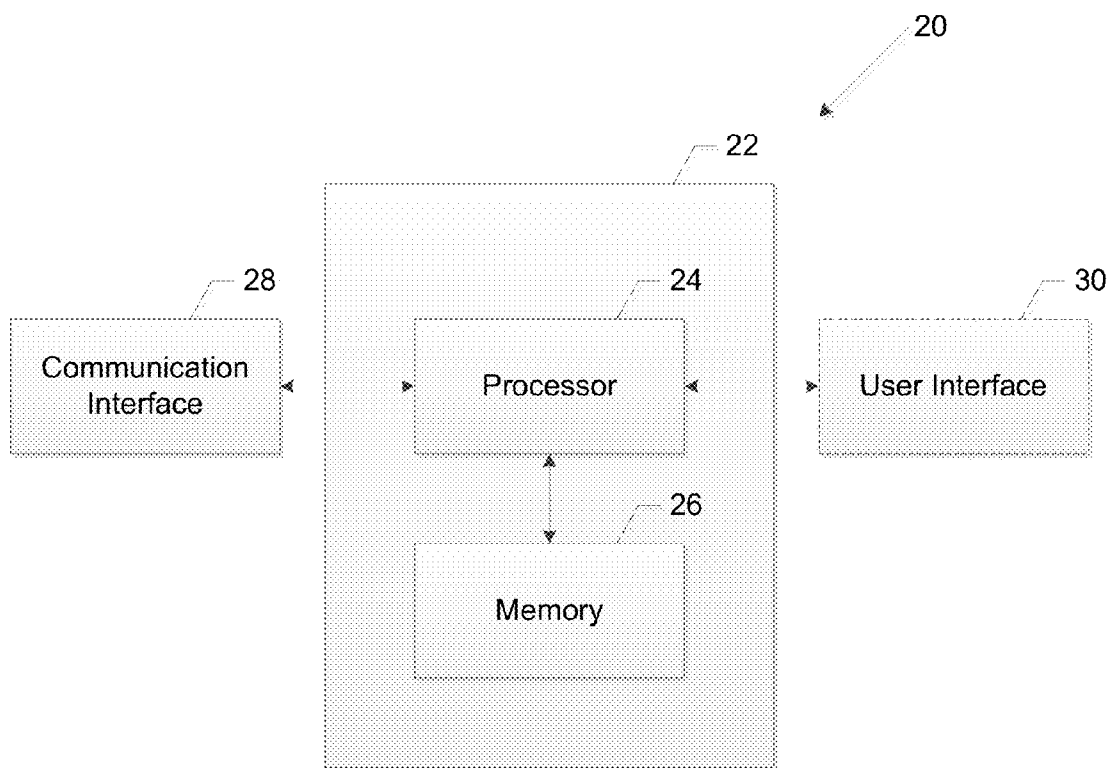 20
22
28
24
30
Communication
Interface
Processor
User Interface
26
Memory